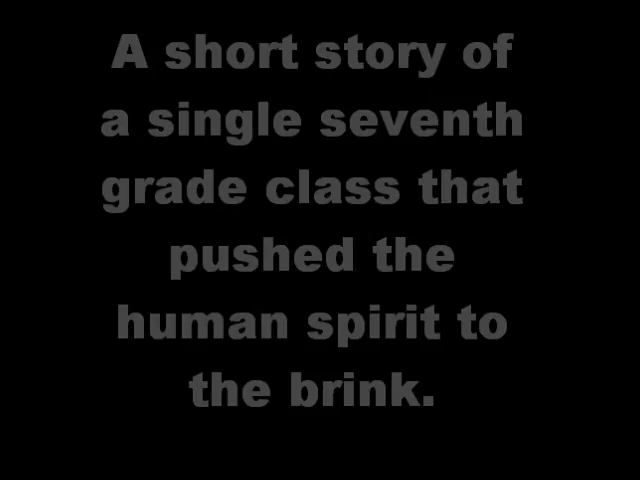 A short story of
a single seventh
grade class that
pushed the
human spirit to
the brink.